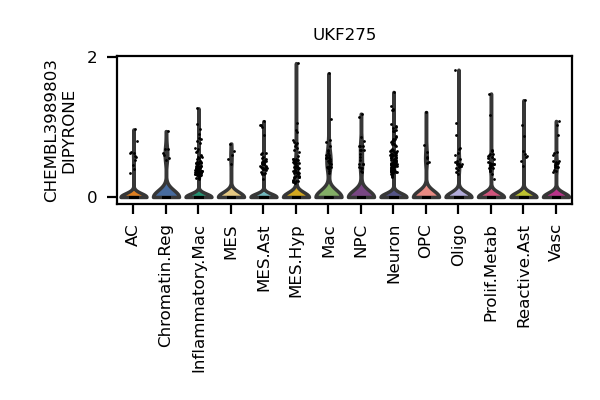 UKF275
CHEMBL3989803
DIPYRONE
2
0
AC
Chromatin.Reg
Inflammatory.Mac
MES
MES.Ast
MES.Hyp
Mac
NPC
Neuron
OPC
Oligo
Prolif.Metab
Reactive.Ast
Vasc